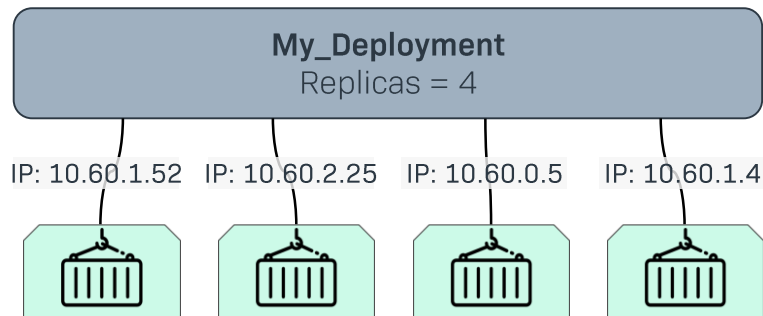 My_Deployment
Replicas = 4
IP: 10.60.1.52
IP: 10.60.2.25
IP: 10.60.0.5
IP: 10.60.1.4